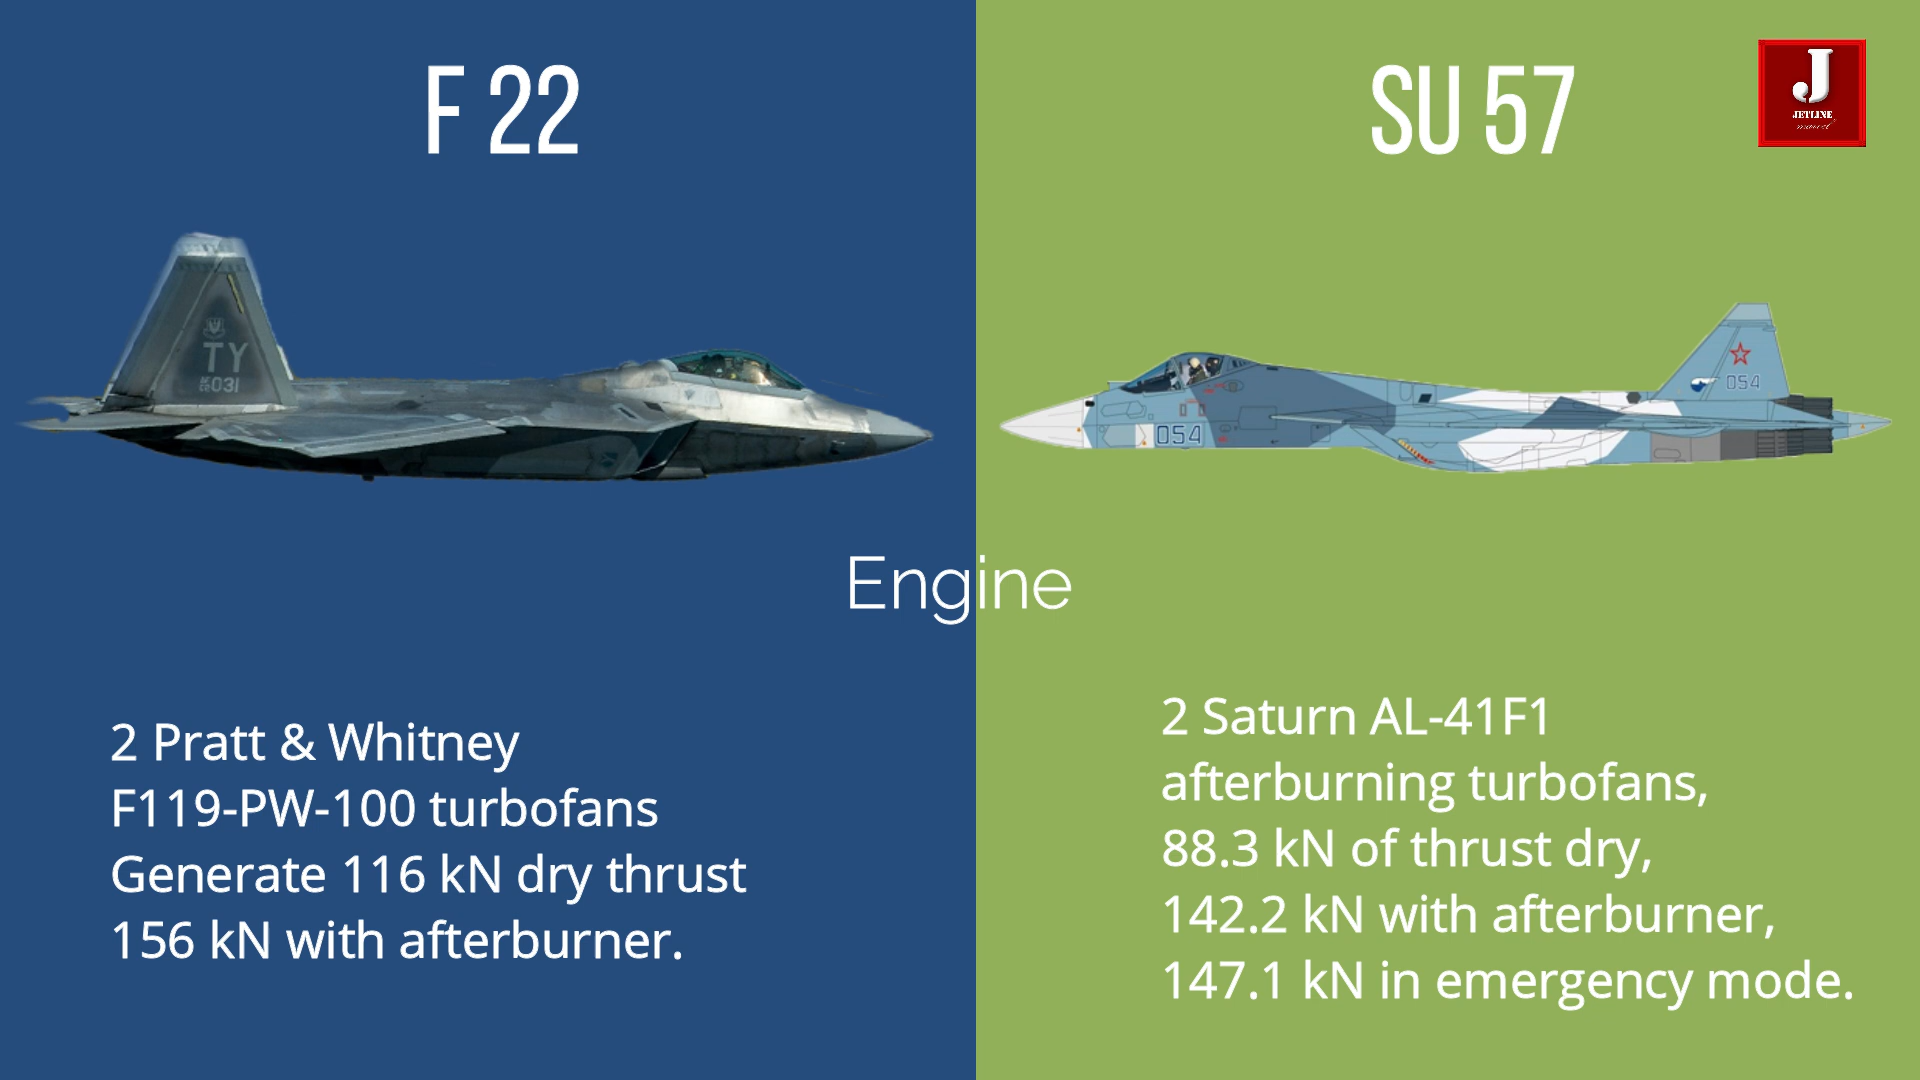 F 22
SU 57
J
JETLINE
TY
031
054
054
Engine
2 Pratt & Whitney
F119-PW-100 turbofans
Generate 116 kN dry thrust
156 kN with afterburner.
2 Saturn AL-41F1
afterburning turbofans,
88.3 kN of thrust dry,
142.2 kN with afterburner,
147.1 kN in emergency mode.